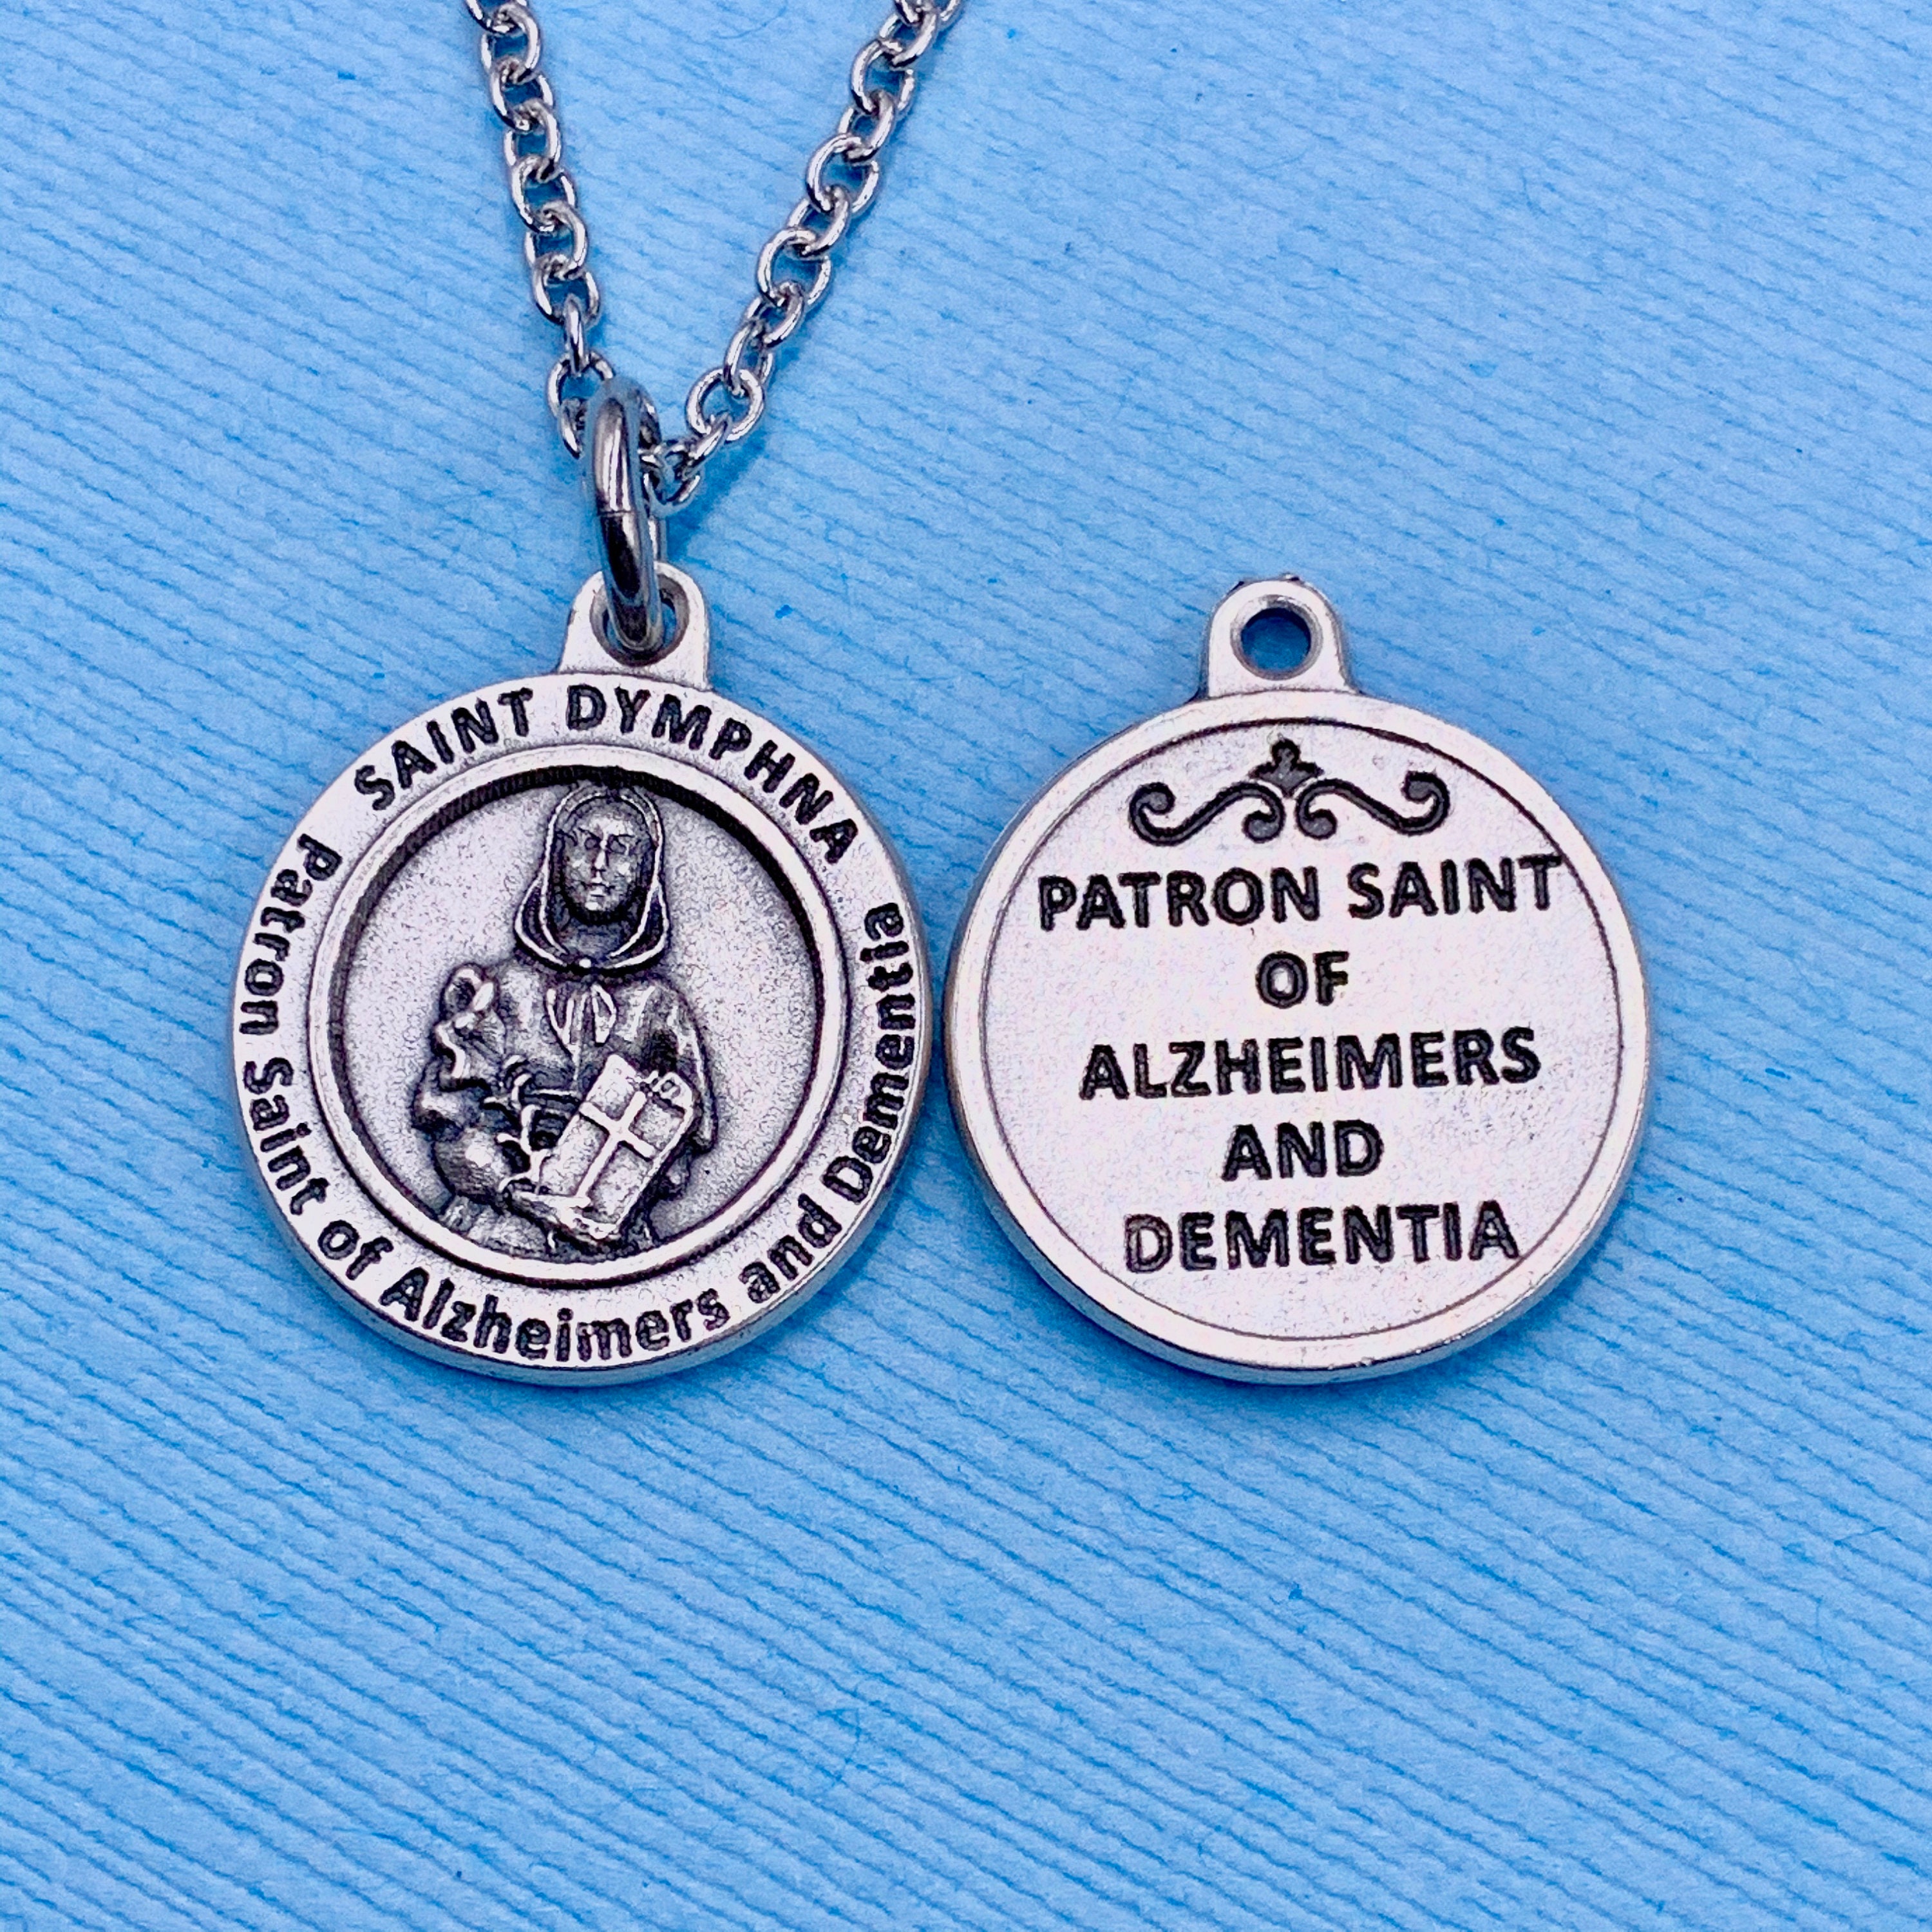 SAINT DYMPHNA
Patron Saint of Alzheimers and Dementia
PATRON SAINT
OF
ALZHEIMERS
AND
DEMENTIA